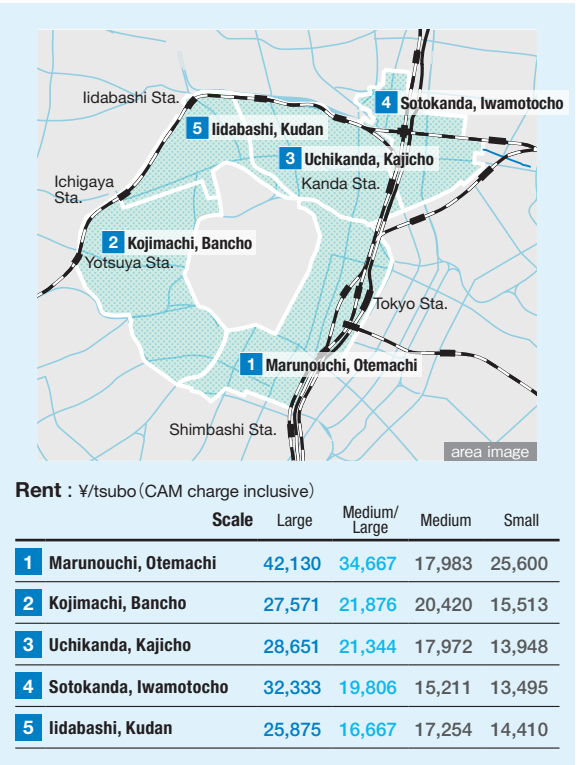 Iidabashi Sta.
4 Sotokanda, Iwamotocho
5 Iidabashi, Kudan
3 Uchikanda, Kajicho
Kanda Sta.
Ichigaya
Sta.
2 Kojimachi, Bancho
Yotsuya Sta.
Tokyo Sta.
1 Marunouchi, Otemachi
Shimbashi Sta.
area image
Rent : ¥/tsubo (CAM charge inclusive)
Scale Large Medium/
Large Medium Small
1 Marunouchi, Otemachi 42,130 34,667 17,983 25,600
2 Kojimachi, Bancho 27,571 21,876 20,420 15,513
3 Uchikanda, Kajicho 28,651 21,344 17,972 13,948
4 Sotokanda, Iwamotocho 32,333 19,806 15,211 13,495
5 Iidabashi, Kudan 25,875 16,667 17,254 14,410